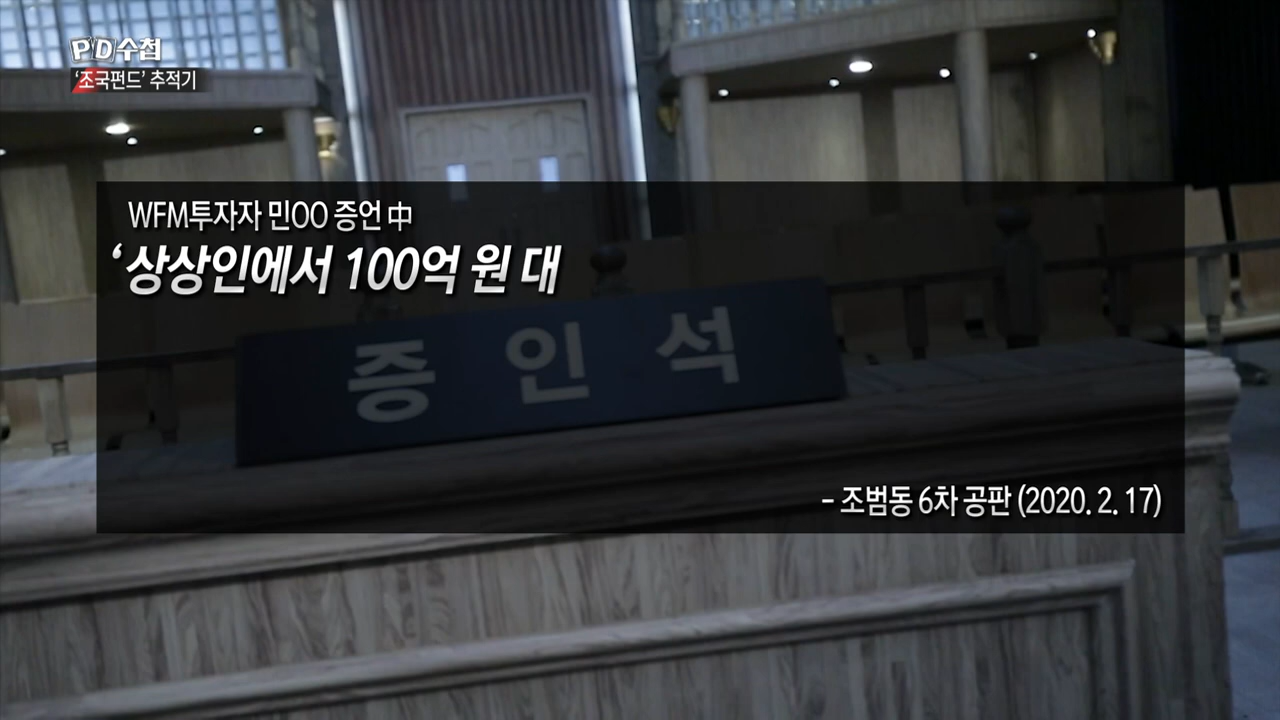 PD수첩
‘조국펀드’ 추적기
WFM투자자 민OO 증언 中
‘상상인에서 100억 원 대
증인석
- 조범동 6차 공판 (2020. 2. 17)